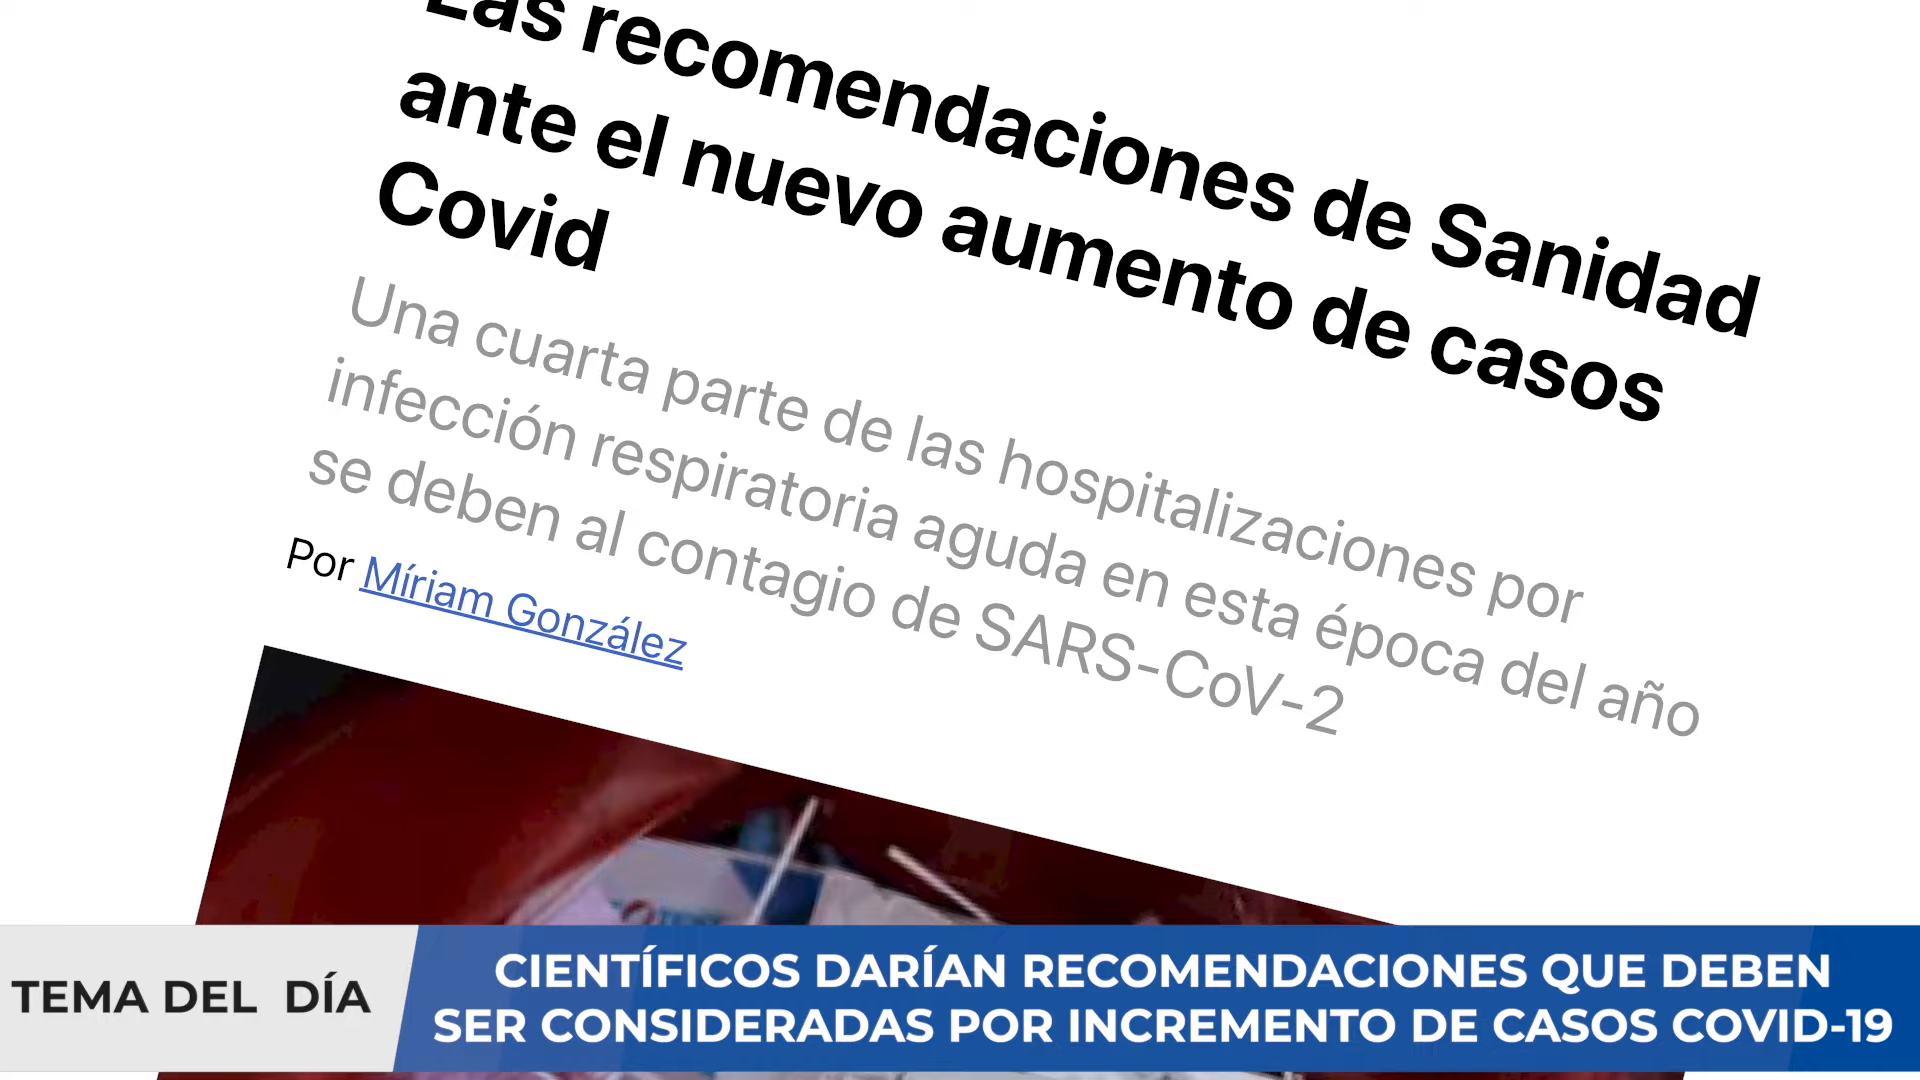 Las recomendaciones de Sanidad
ante el nuevo aumento de casos
Covid
Una cuarta parte de las hospitalizaciones por
infección respiratoria aguda en esta época del año
se deben al contagio de SARS-CoV-2
Por Míriam González
TEMA DEL DÍA
CIENTÍFICOS DARÍAN RECOMENDACIONES QUE DEBEN
SER CONSIDERADAS POR INCREMENTO DE CASOS COVID-19